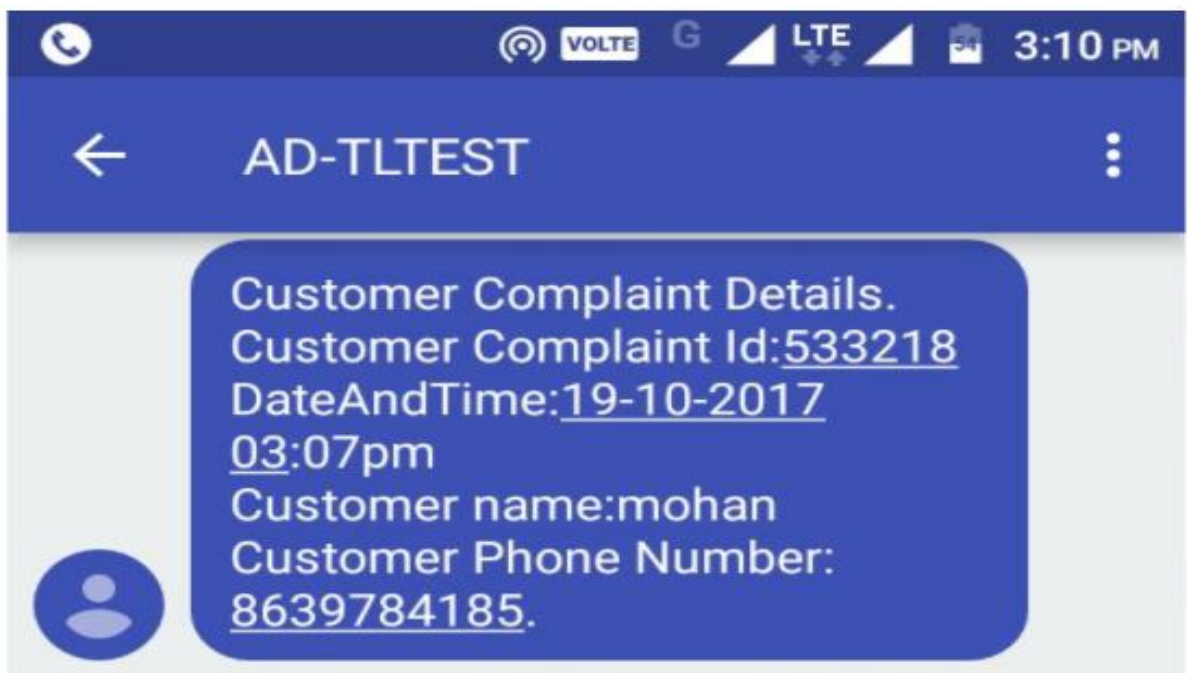 VOLTE G LTE 54 3:10 PM
AD-TLTEST
Customer Complaint Details.
Customer Complaint Id:533218
DateAndTime:19-10-2017
03:07pm
Customer name:mohan
Customer Phone Number:
8639784185.